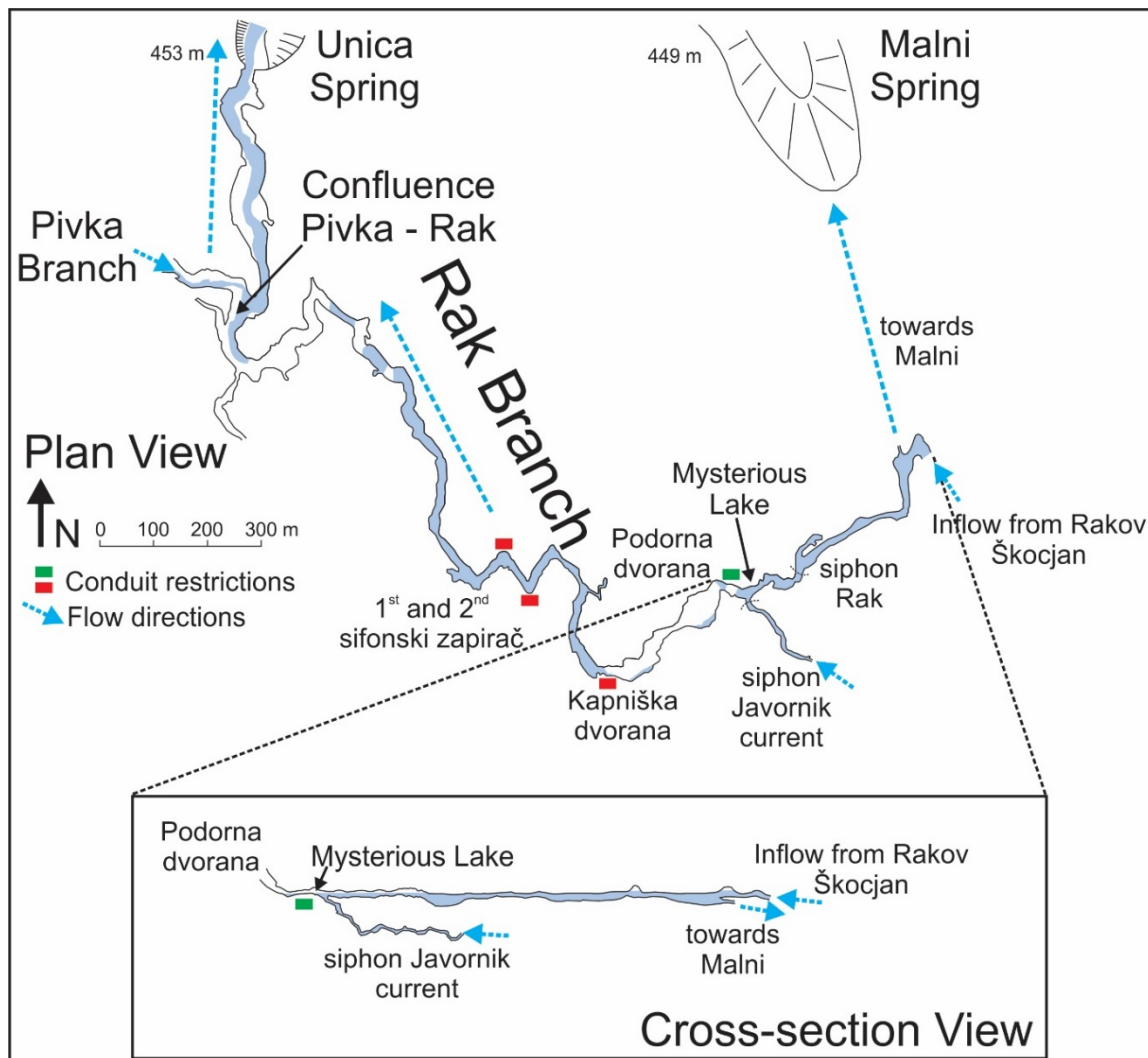 453 m
Unica
Spring
449 m
Malni
Spring
Confluence
Pivka - Rak
Pivka
Branch
Rak Branch
towards
Malni
Plan View
N
0 100 200 300 m
Conduit restrictions
Flow directions
1st and 2nd
sifonski zapirač
Mysterious
Lake
Podorna
dvorana
siphon
Rak
Inflow from Rakov
Škocjan
Kapniška
dvorana
siphon
Javornik
current
Podorna
dvorana
Mysterious Lake
Inflow from Rakov
Škocjan
siphon Javornik
current
towards
Malni
Cross-section View